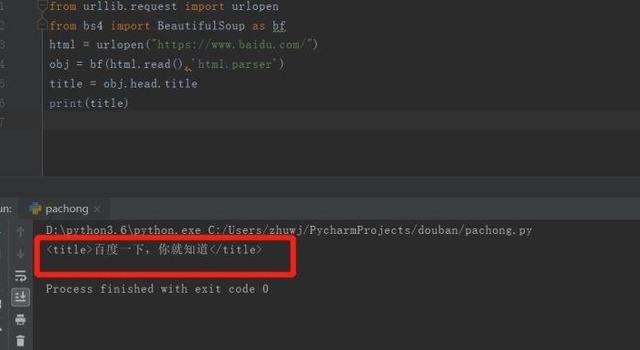 1 from urllib.request import urlopen
2 from bs4 import BeautifulSoup as bf
3 html = urlopen("https://www.baidu.com/")
4 obj = bf(html.read(),'html.parser')
5 title = obj.head.title
6 print(title)
7
un: pachong ×
D:\python3.6\python.exe C:/Users/zhuwj/PycharmProjects/douban/pachong.py
<title>百度一下，你就知道</title>
Process finished with exit code 0